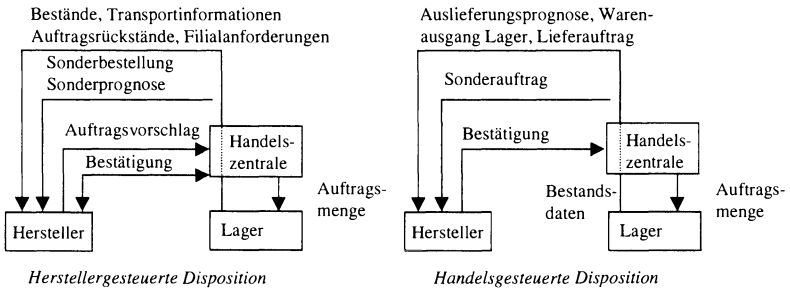 Bestände, Transportinformationen
Auftragsrückstände, Filialanforderungen
Sonderbestellung
Sonderprognose
Auftragsvorschlag
Bestätigung
Handels-
zentrale
Auftrags-
menge
Hersteller
Lager
Herstellergesteuerte Disposition
Auslieferungsprognose, Waren-
ausgang Lager, Lieferauftrag
Sonderauftrag
Bestätigung
Handels-
zentrale
Bestands-
daten
Auftrags-
menge
Hersteller
Lager
Handelsgesteuerte Disposition